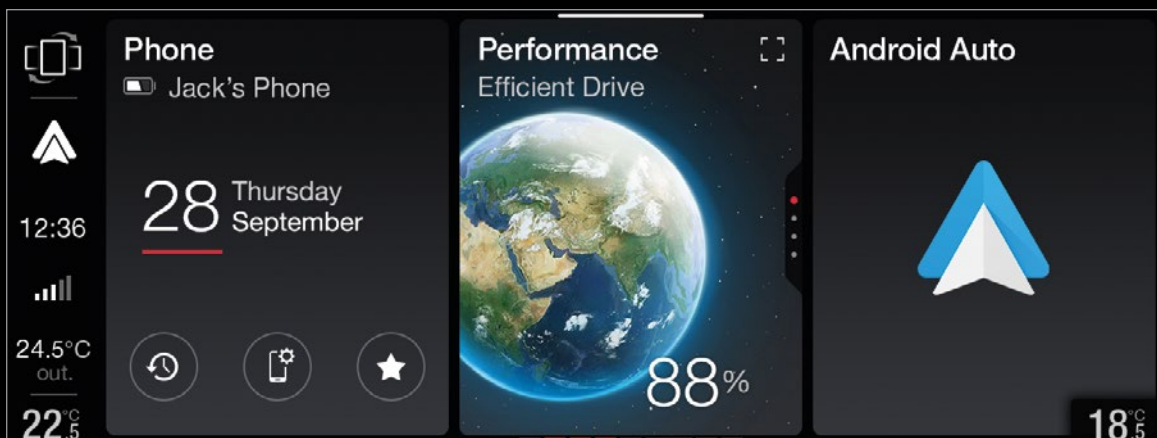 12:36
24.5°C
out.
22.5°C
Phone
Jack's Phone
28
Thursday
September
Performance
Efficient Drive
88%
Android Auto
18.5°C